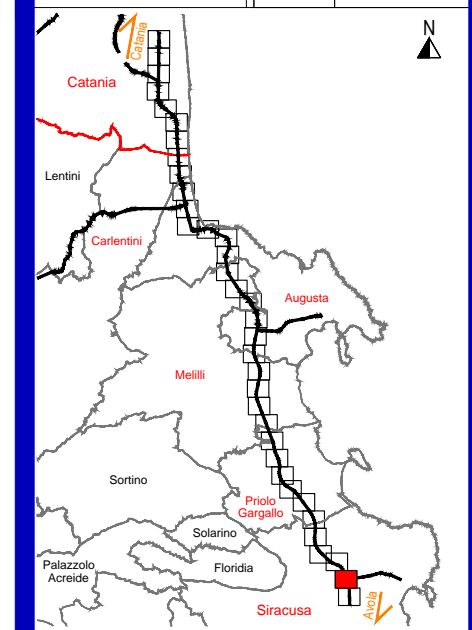 N
Catania
Catania
Lentini
Carlentini
Augusta
Melilli
Sortino
Priolo
Gargallo
Solarino
Palazzolo
Acreide
Floridia
Siracusa
Avola